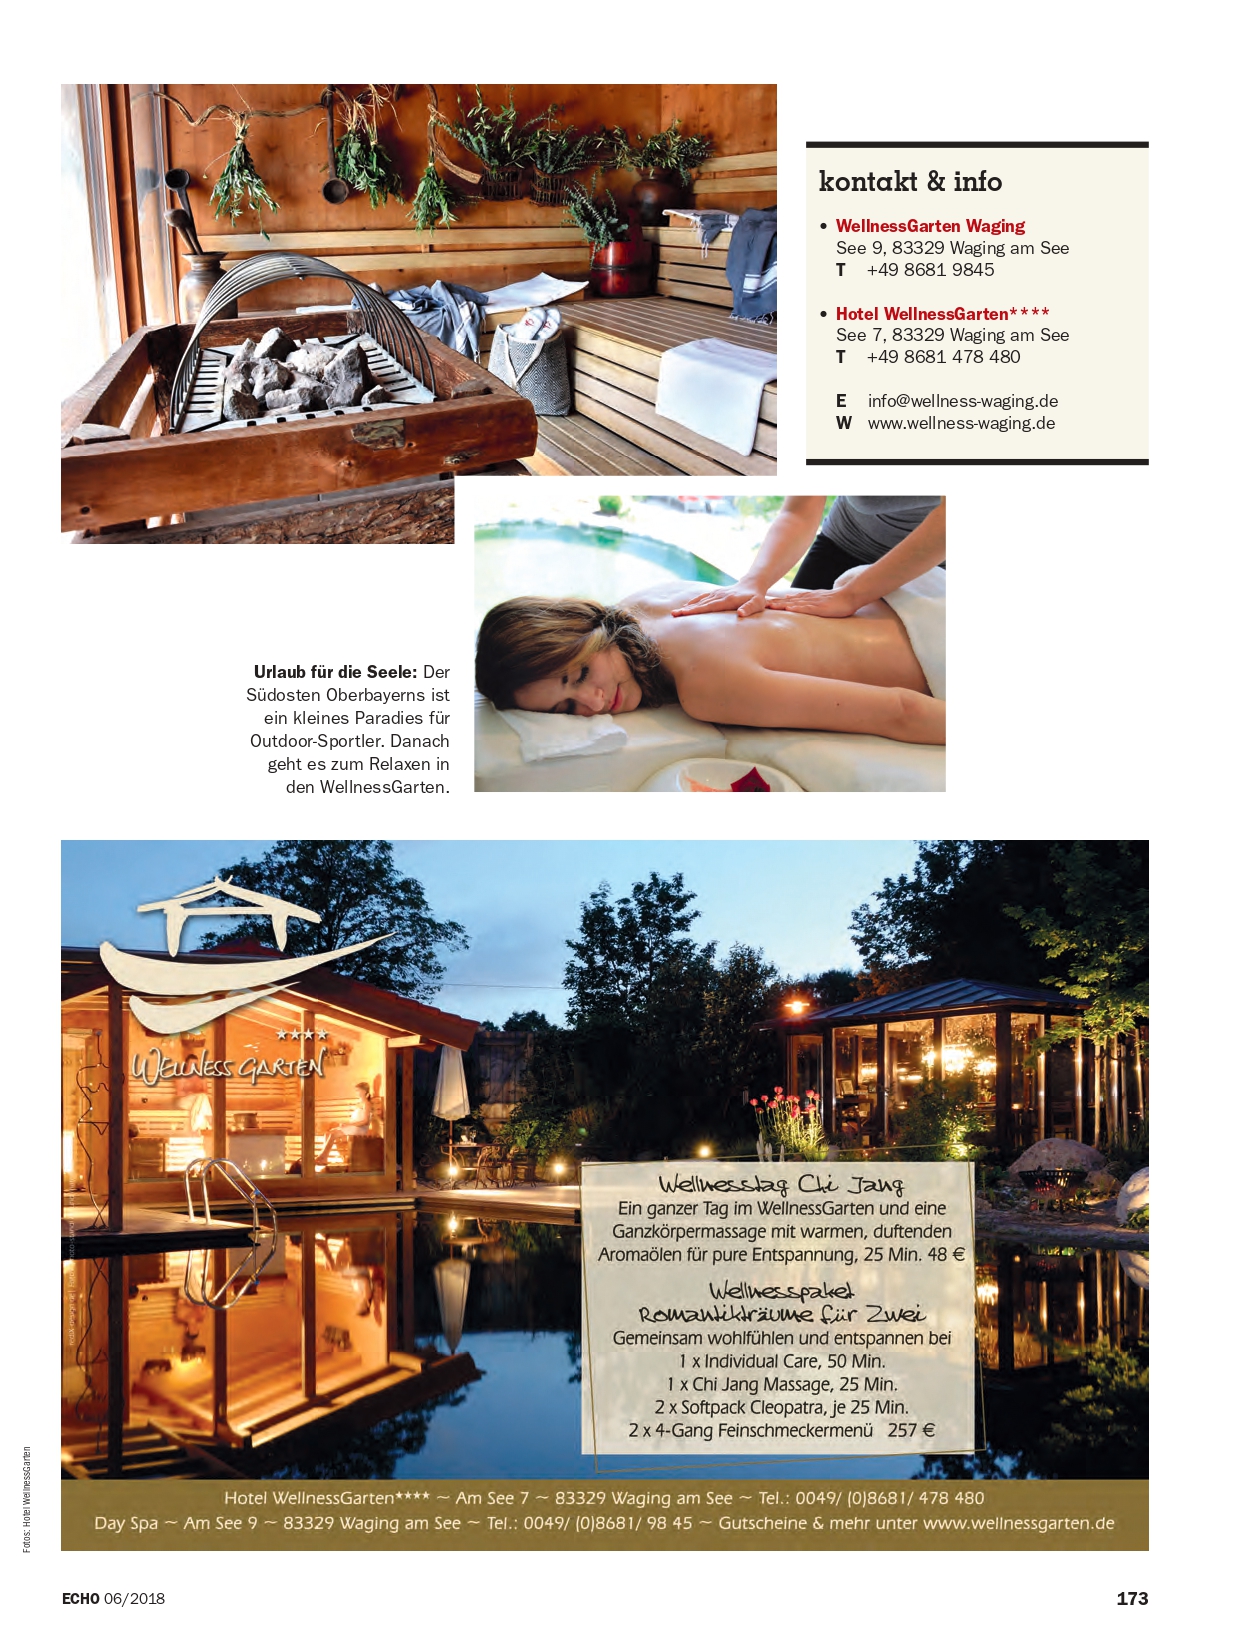 kontakt & info
• WellnessGarten Waging
See 9, 83329 Waging am See
T +49 8681 9845
• Hotel WellnessGarten****
See 7, 83329 Waging am See
T +49 8681 478 480
E info@wellness-waging.de
W www.wellness-waging.de
Urlaub für die Seele: Der
Südosten Oberbayerns ist
ein kleines Paradies für
Outdoor-Sportler. Danach
geht es zum Relaxen in
den WellnessGarten.
★★★★
WELLNESS GARTEN
Wellnesstag Chi Jang
Ein ganzer Tag im WellnessGarten und eine
Ganzkörpermassage mit warmen, duftenden
Aromaölen für pure Entspannung, 25 Min. 48 €
Wellnesspaket
Romantikträume für Zwei
Gemeinsam wohlfühlen und entspannen bei
1 x Individual Care, 50 Min.
1 x Chi Jang Massage, 25 Min.
2 x Softpack Cleopatra, je 25 Min.
2 x 4-Gang Feinschmeckermenü 257 €
Hotel WellnessGarten★★★★ ~ Am See 7 ~ 83329 Waging am See ~ Tel.: 0049/ (0)8681/ 478 480
Day Spa ~ Am See 9 ~ 83329 Waging am See ~ Tel.: 0049/ (0)8681/ 98 45 ~ Gutscheine & mehr unter www.wellnessgarten.de
Fotos: Hotel WellnessGarten
ECHO 06/2018
173